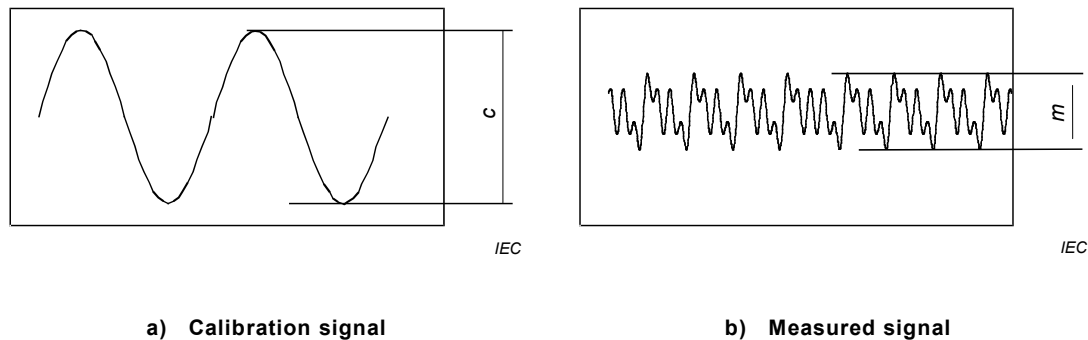 c
m
IEC
IEC
a) Calibration signal
b) Measured signal